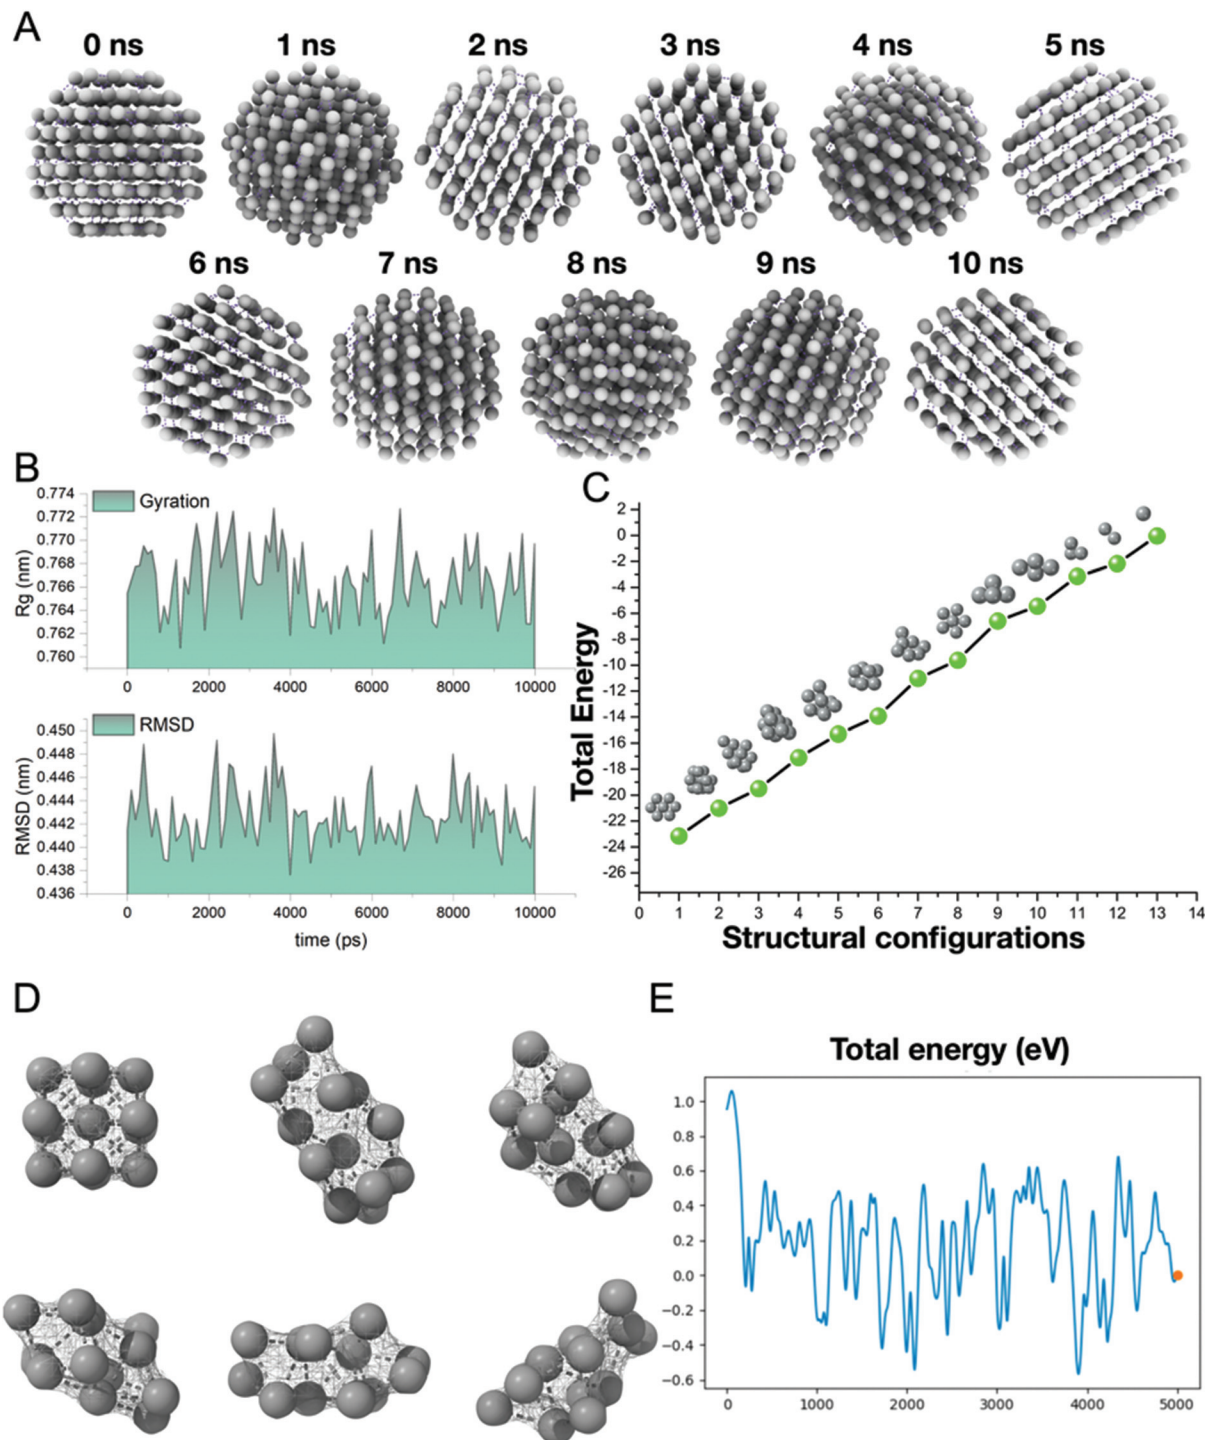 A
0 ns 1 ns 2 ns 3 ns 4 ns 5 ns
6 ns 7 ns 8 ns 9 ns 10 ns
B
Gyration
Rg (nm)
0.774
0.772
0.770
0.768
0.766
0.764
0.762
0.760
0 2000 4000 6000 8000 10000
RMSD
RMSD (nm)
0.450
0.448
0.446
0.444
0.442
0.440
0.438
0.436
0 2000 4000 6000 8000 10000
time (ps)
C
Total Energy
2
0
-2
-4
-6
-8
-10
-12
-14
-16
-18
-20
-22
-24
-26
0 1 2 3 4 5 6 7 8 9 10 11 12 13 14
Structural configurations
D
E
Total energy (eV)
1.0
0.8
0.6
0.4
0.2
0.0
−0.2
−0.4
−0.6
0 1000 2000 3000 4000 5000